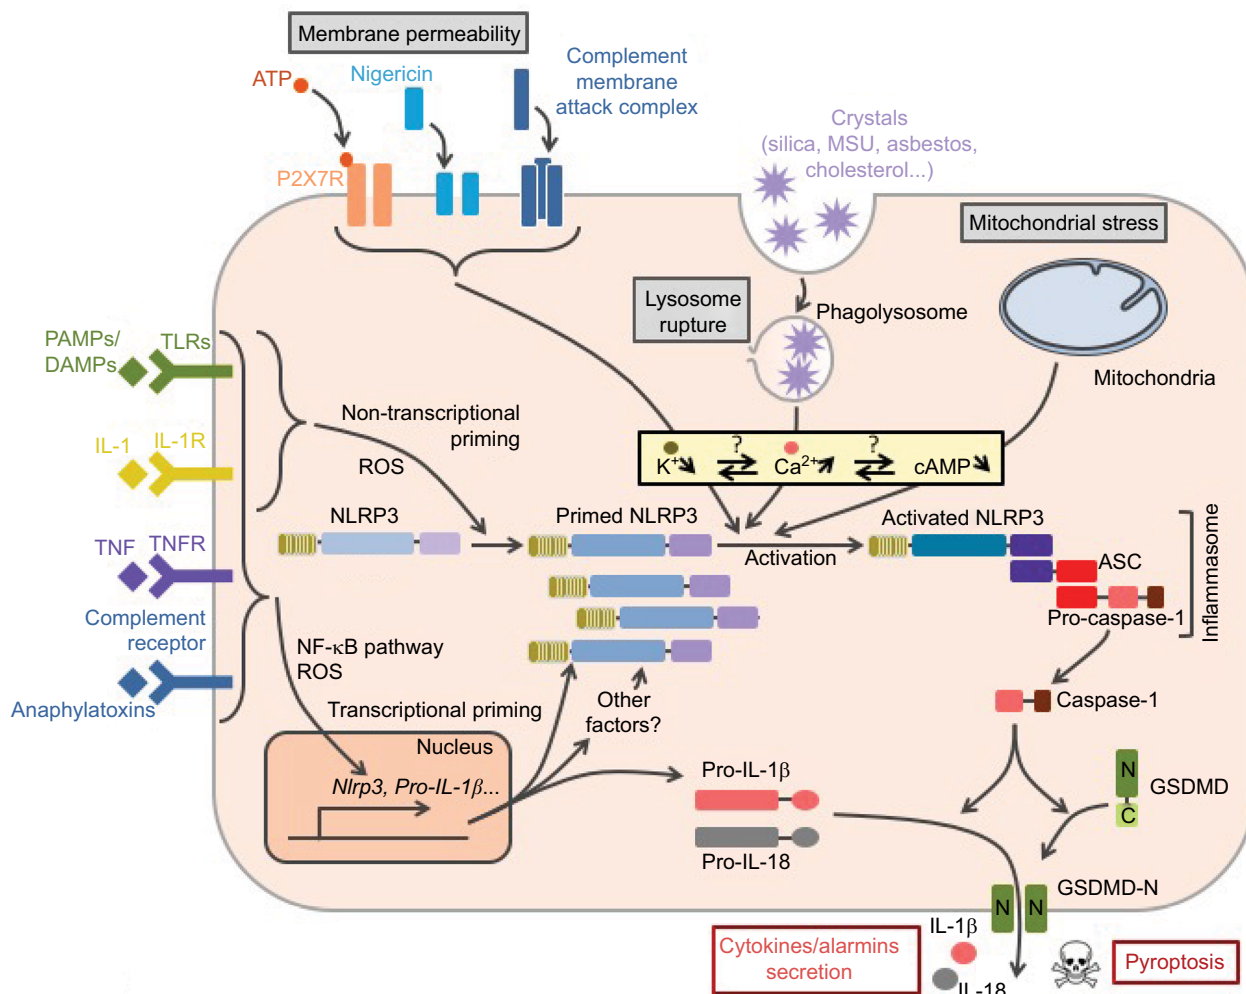 Membrane permeability
ATP
Nigericin
Complement
membrane
attack complex
P2X7R
Crystals
(silica, MSU, asbestos,
cholesterol...)
Mitochondrial stress
Lysosome
rupture
Phagolysosome
Mitochondria
PAMPs/
DAMPs
TLRs
IL-1
IL-1R
TNF
TNFR
Complement
receptor
Anaphylatoxins
Non-transcriptional
priming
ROS
K+
?
Ca2+
?
cAMP
NLRP3
Primed NLRP3
Activation
Activated NLRP3
ASC
Pro-caspase-1
Inflammasome
NF-κB pathway
ROS
Transcriptional priming
Other
factors?
Nucleus
Nlrp3, Pro-IL-1β...
Caspase-1
Pro-IL-1β
Pro-IL-18
N
C
GSDMD
GSDMD-N
N
N
Cytokines/alarmins
secretion
IL-1β
IL-18
Pyroptosis